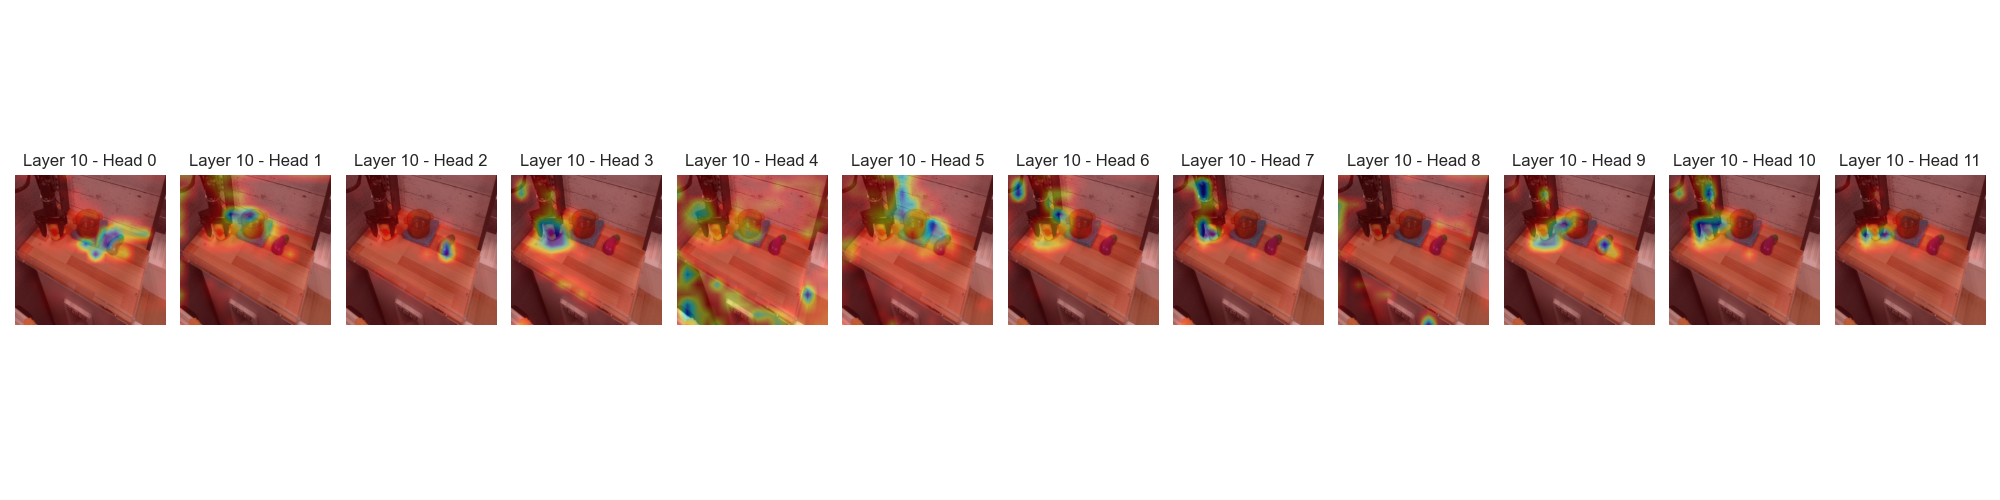 Layer 10 - Head 0
Layer 10 - Head 1
Layer 10 - Head 2
Layer 10 - Head 3
Layer 10 - Head 4
Layer 10 - Head 5
Layer 10 - Head 6
Layer 10 - Head 7
Layer 10 - Head 8
Layer 10 - Head 9
Layer 10 - Head 10
Layer 10 - Head 11